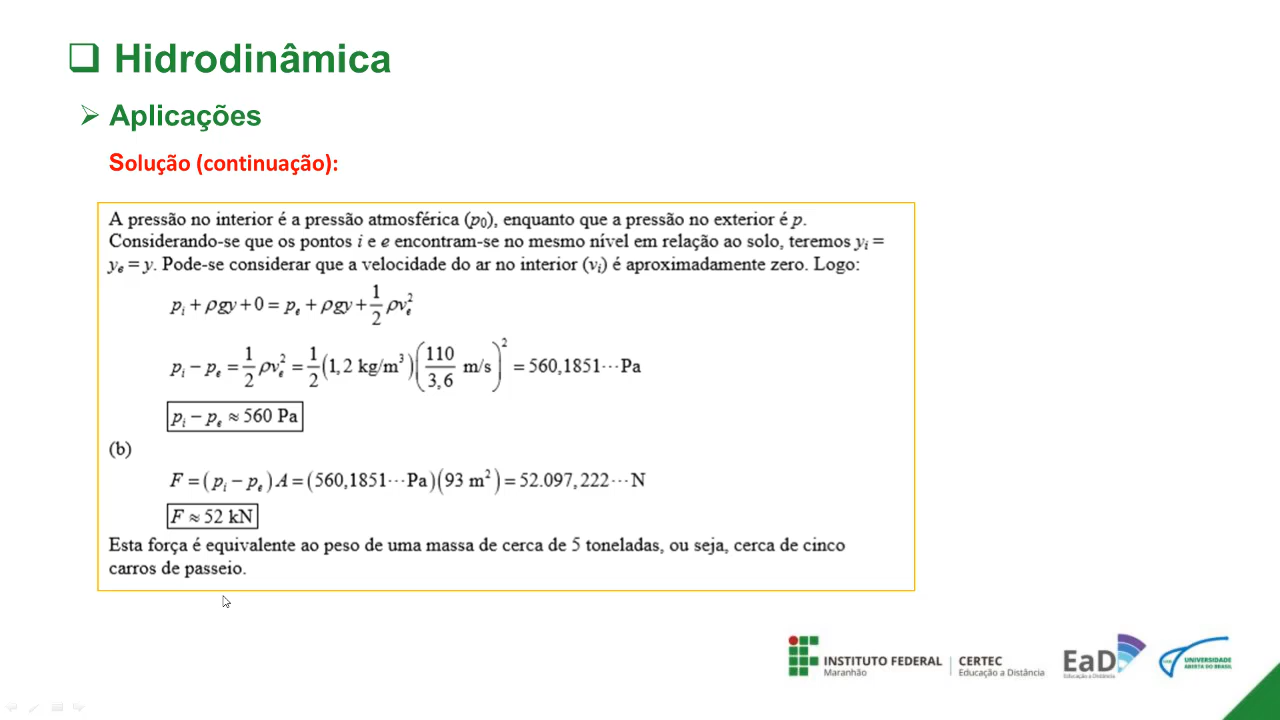 Hidrodinâmica
Aplicações
Solução (continuação):
A pressão no interior é a pressão atmosférica (p₀), enquanto que a pressão no exterior é p.
Considerando-se que os pontos i e e encontram-se no mesmo nível em relação ao solo, teremos yᵢ =
yₑ = y. Pode-se considerar que a velocidade do ar no interior (vᵢ) é aproximadamente zero. Logo:
pᵢ + ρgy + 0 = pₑ + ρgy + 1/2 ρvₑ²
pᵢ − pₑ = 1/2 ρvₑ² = 1/2 (1,2 kg/m³)(110/3,6 m/s)² = 560,1851⋯Pa
pᵢ − pₑ ≈ 560 Pa
(b)
F = (pᵢ − pₑ)A = (560,1851⋯Pa)(93 m²) = 52.097,222⋯N
F ≈ 52 kN
Esta força é equivalente ao peso de uma massa de cerca de 5 toneladas, ou seja, cerca de cinco
carros de passeio.
INSTITUTO FEDERAL
Maranhão
CERTEC
Educação a Distância
EaD
Educação a Distância
UNIVERSIDADE
ABERTA DO BRASIL